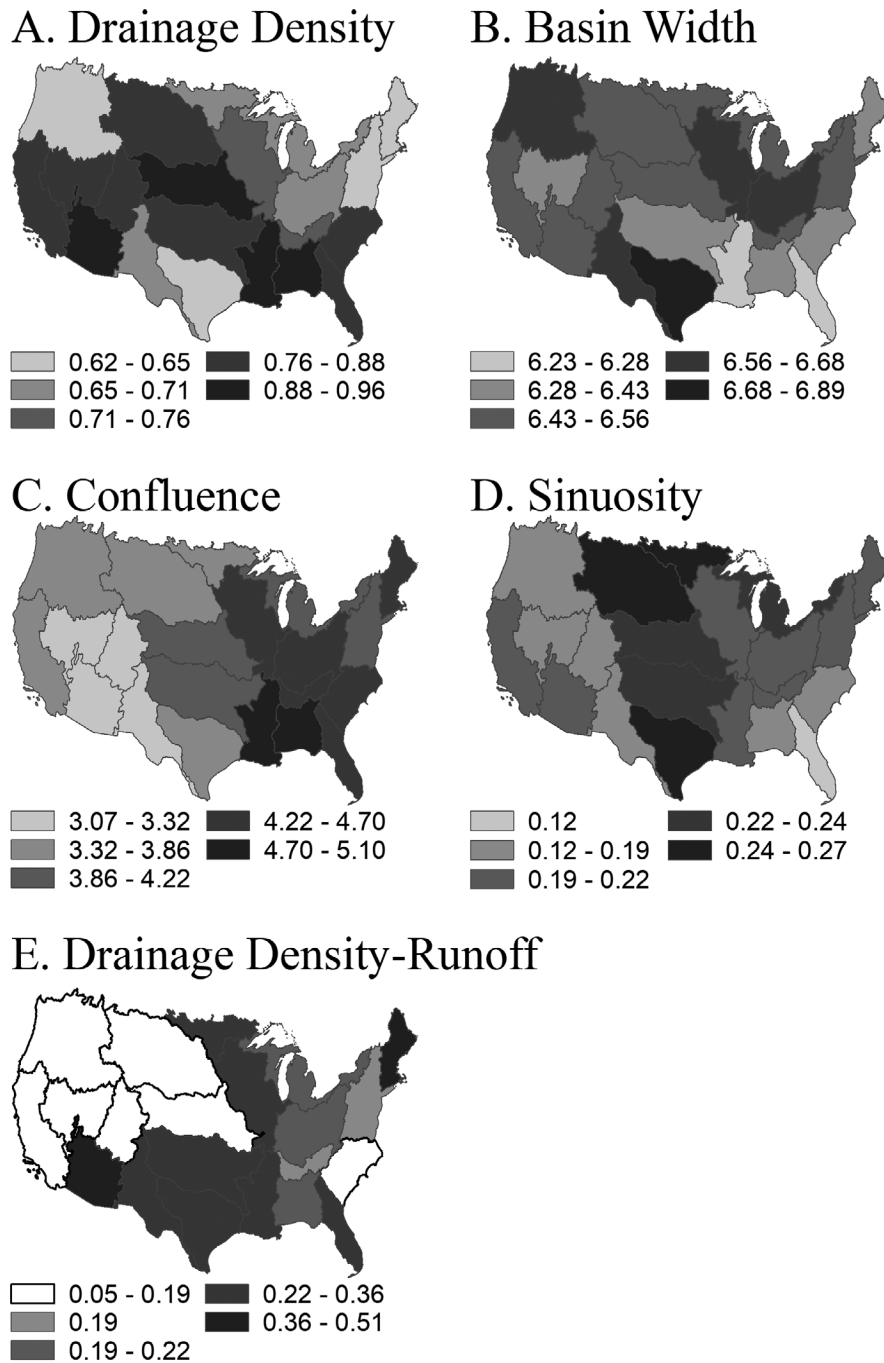 A. Drainage Density
B. Basin Width
0.62 - 0.65
0.76 - 0.88
0.65 - 0.71
0.88 - 0.96
0.71 - 0.76
6.23 - 6.28
6.56 - 6.68
6.28 - 6.43
6.68 - 6.89
6.43 - 6.56
C. Confluence
D. Sinuosity
3.07 - 3.32
4.22 - 4.70
3.32 - 3.86
4.70 - 5.10
3.86 - 4.22
0.12
0.22 - 0.24
0.12 - 0.19
0.24 - 0.27
0.19 - 0.22
E. Drainage Density-Runoff
0.05 - 0.19
0.22 - 0.36
0.19
0.36 - 0.51
0.19 - 0.22